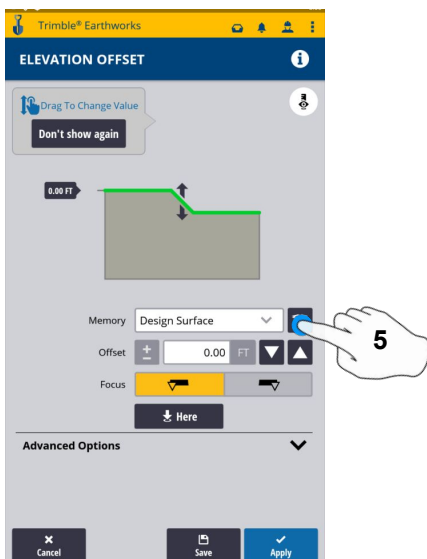 Trimble® Earthworks
ELEVATION OFFSET
Drag To Change Value
Don't show again
0.00 FT
Memory Design Surface
5
Offset ± 0.00 FT
Focus
Here
Advanced Options
Cancel Save Apply